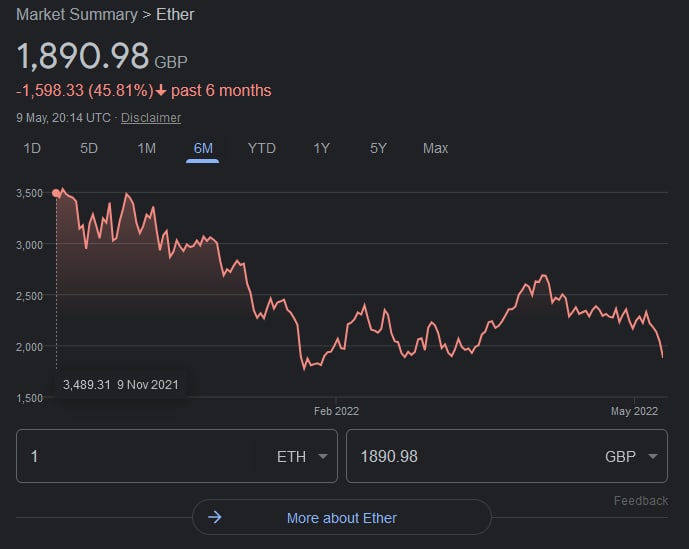 Market Summary > Ether
1,890.98 GBP
-1,598.33 (45.81%)↓ past 6 months
9 May, 20:14 UTC · Disclaimer
1D 5D 1M 6M YTD 1Y 5Y Max
3,500
3,000
2,500
2,000
3,489.31 9 Nov 2021
1,500
Feb 2022 May 2022
1 ETH 1890.98 GBP
Feedback
More about Ether